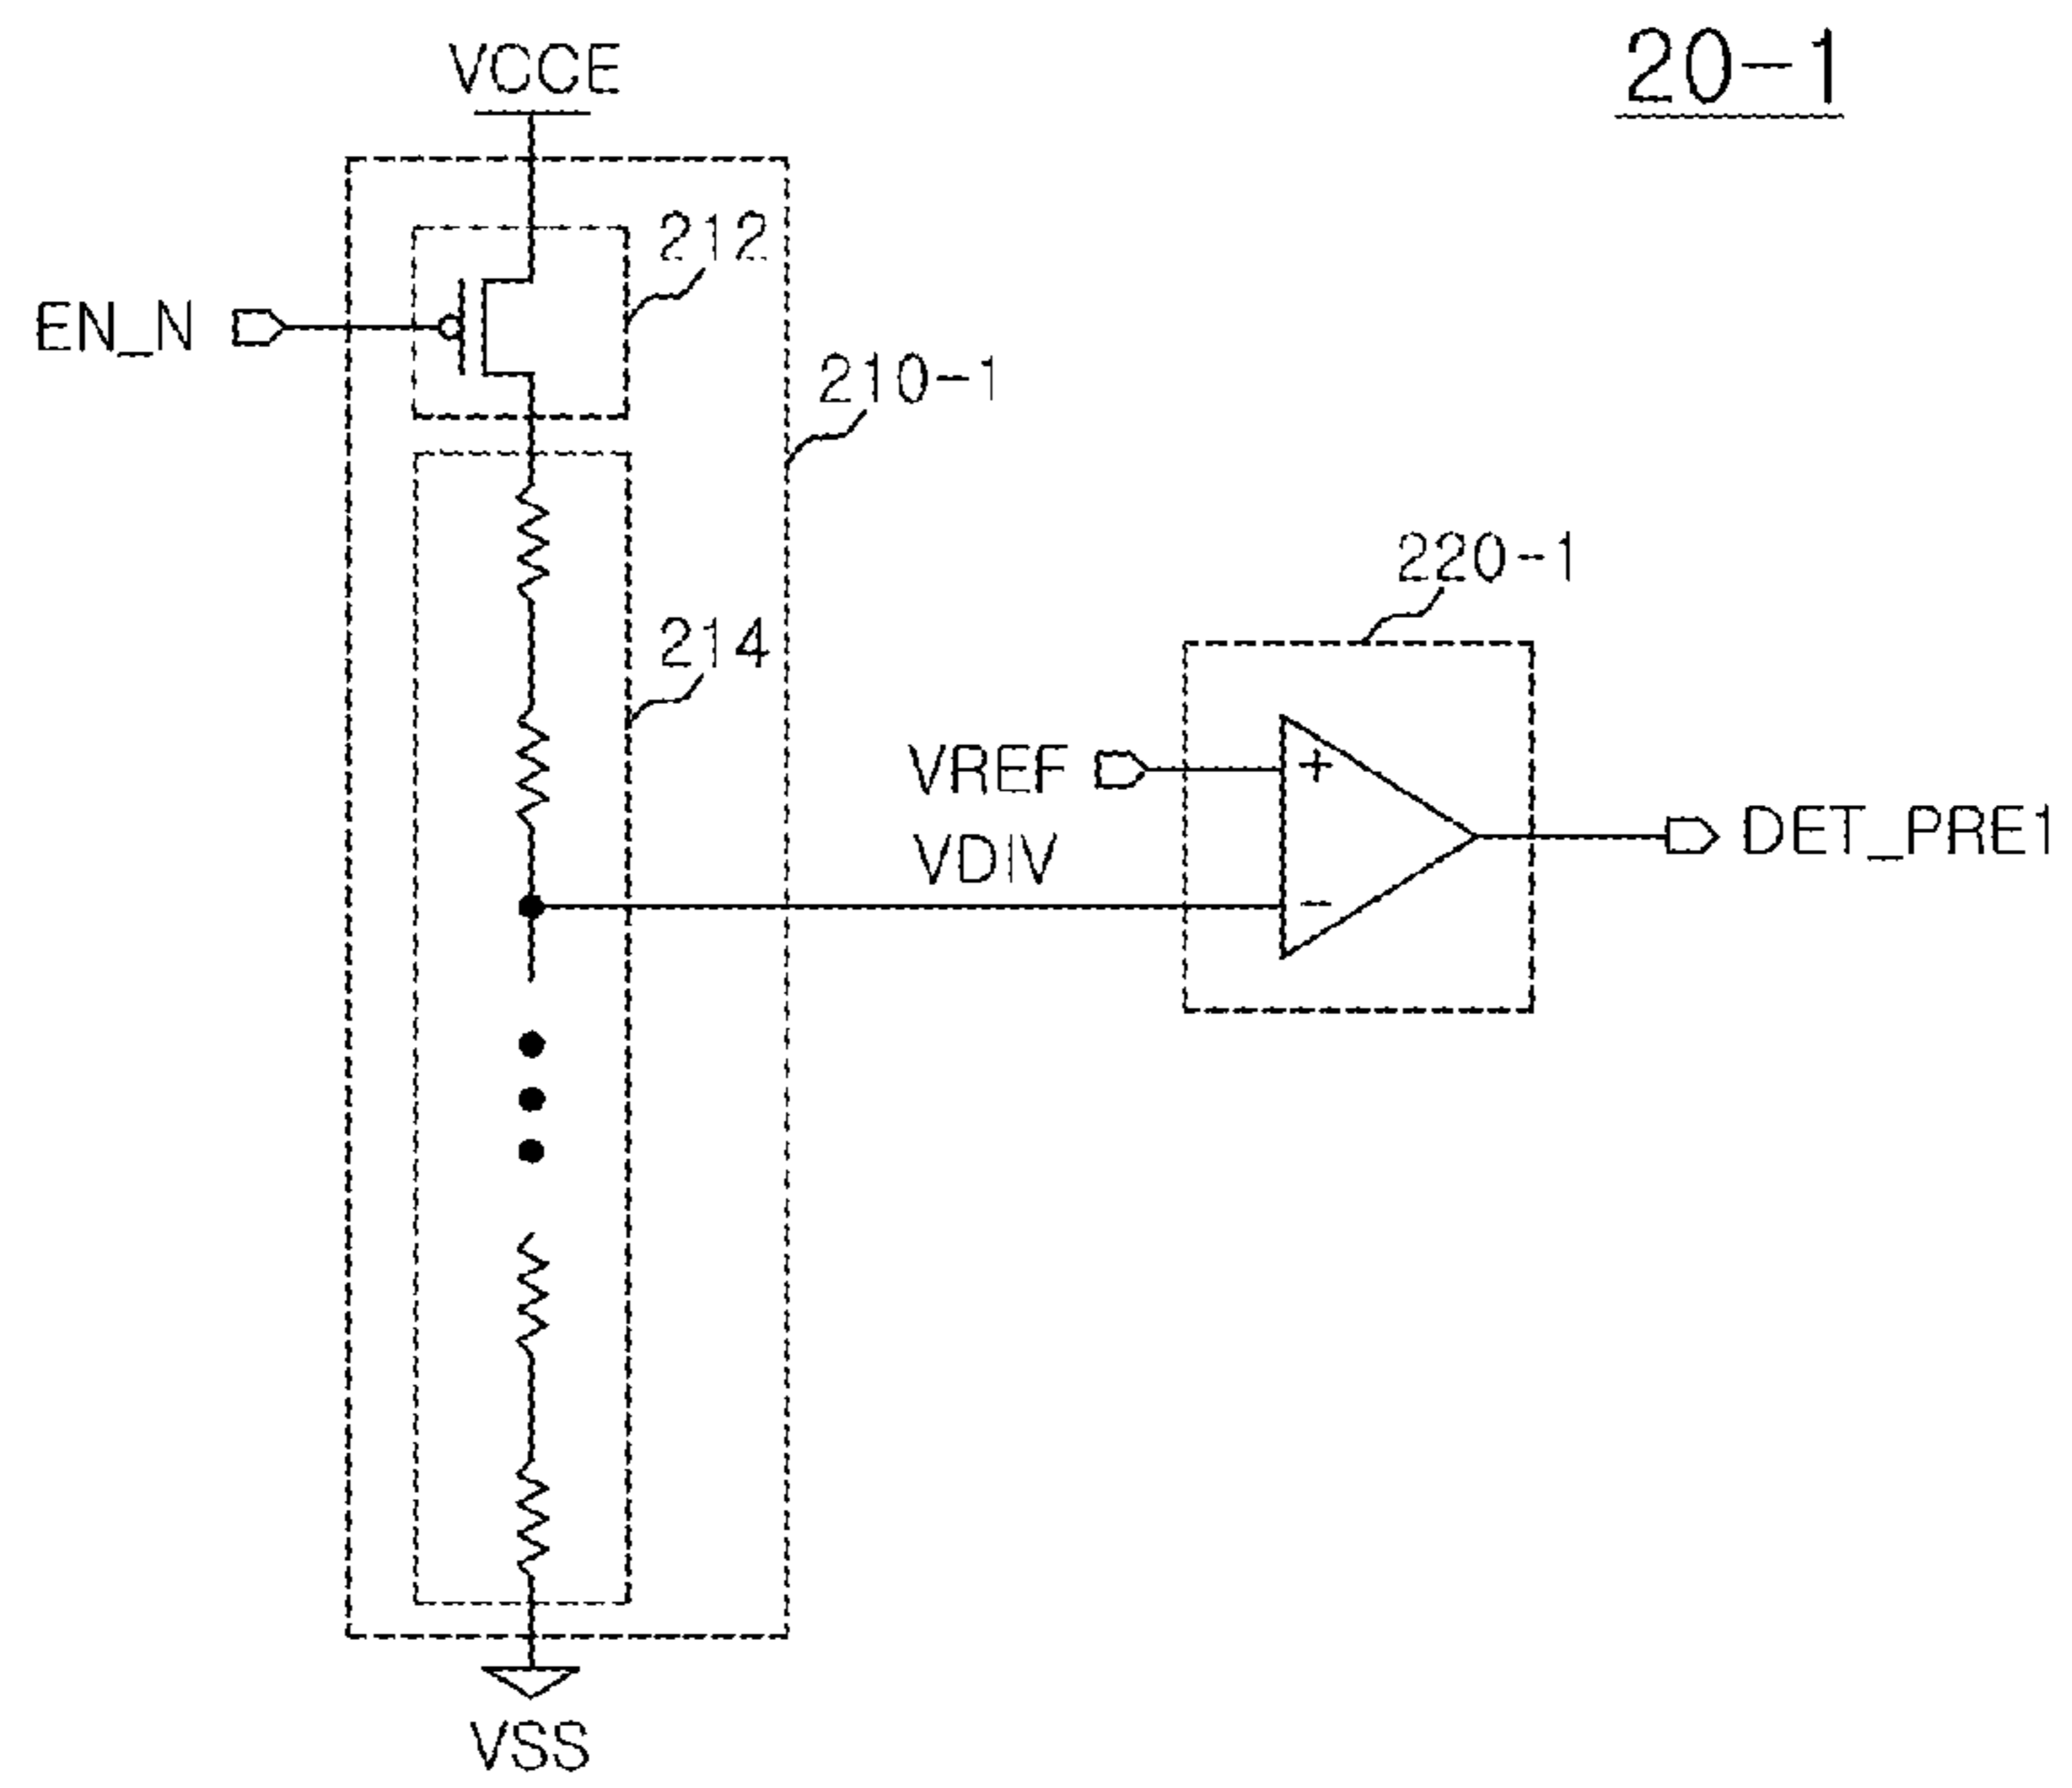 VCCE
20-1
212
EN_N
210-1
220-1
214
VREF
+
DET_PRE1
VDIV
-
VSS